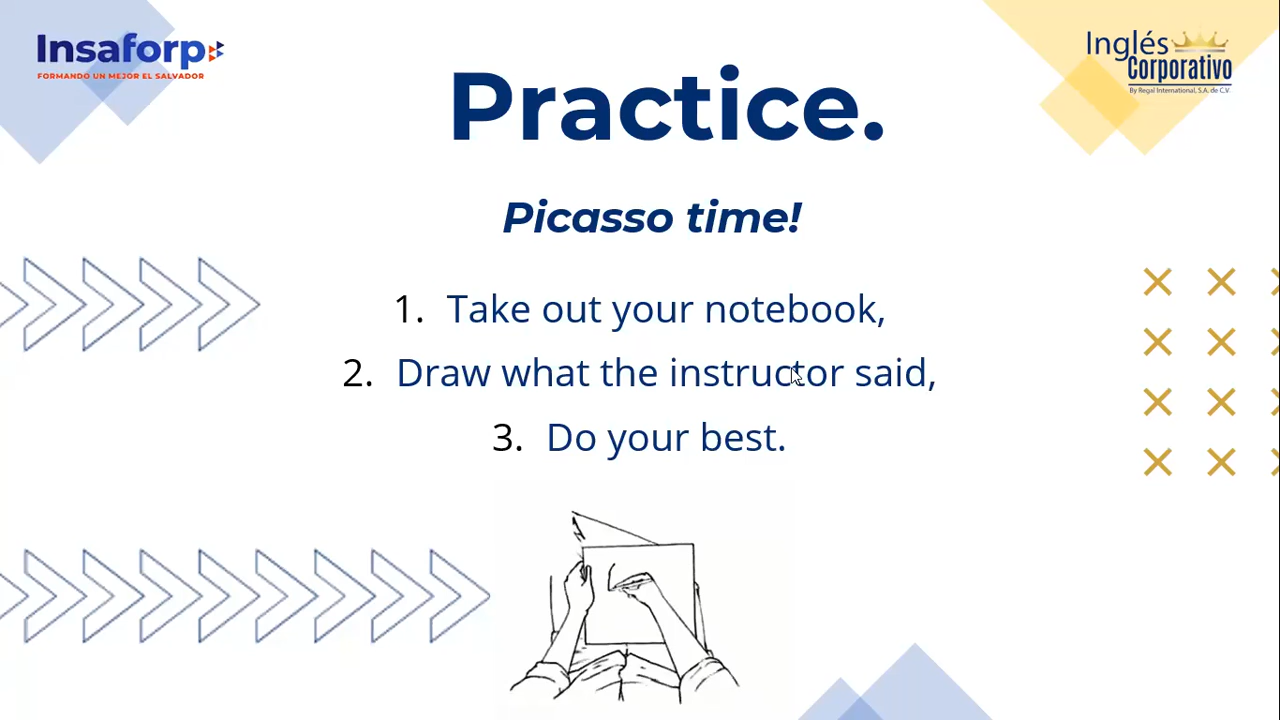 Insaforp
FORMANDO UN MEJOR EL SALVADOR
Inglés
Corporativo
By Regal International, S.A. de C.V.
Practice.
Picasso time!
1. Take out your notebook,
2. Draw what the instructor said,
3. Do your best.